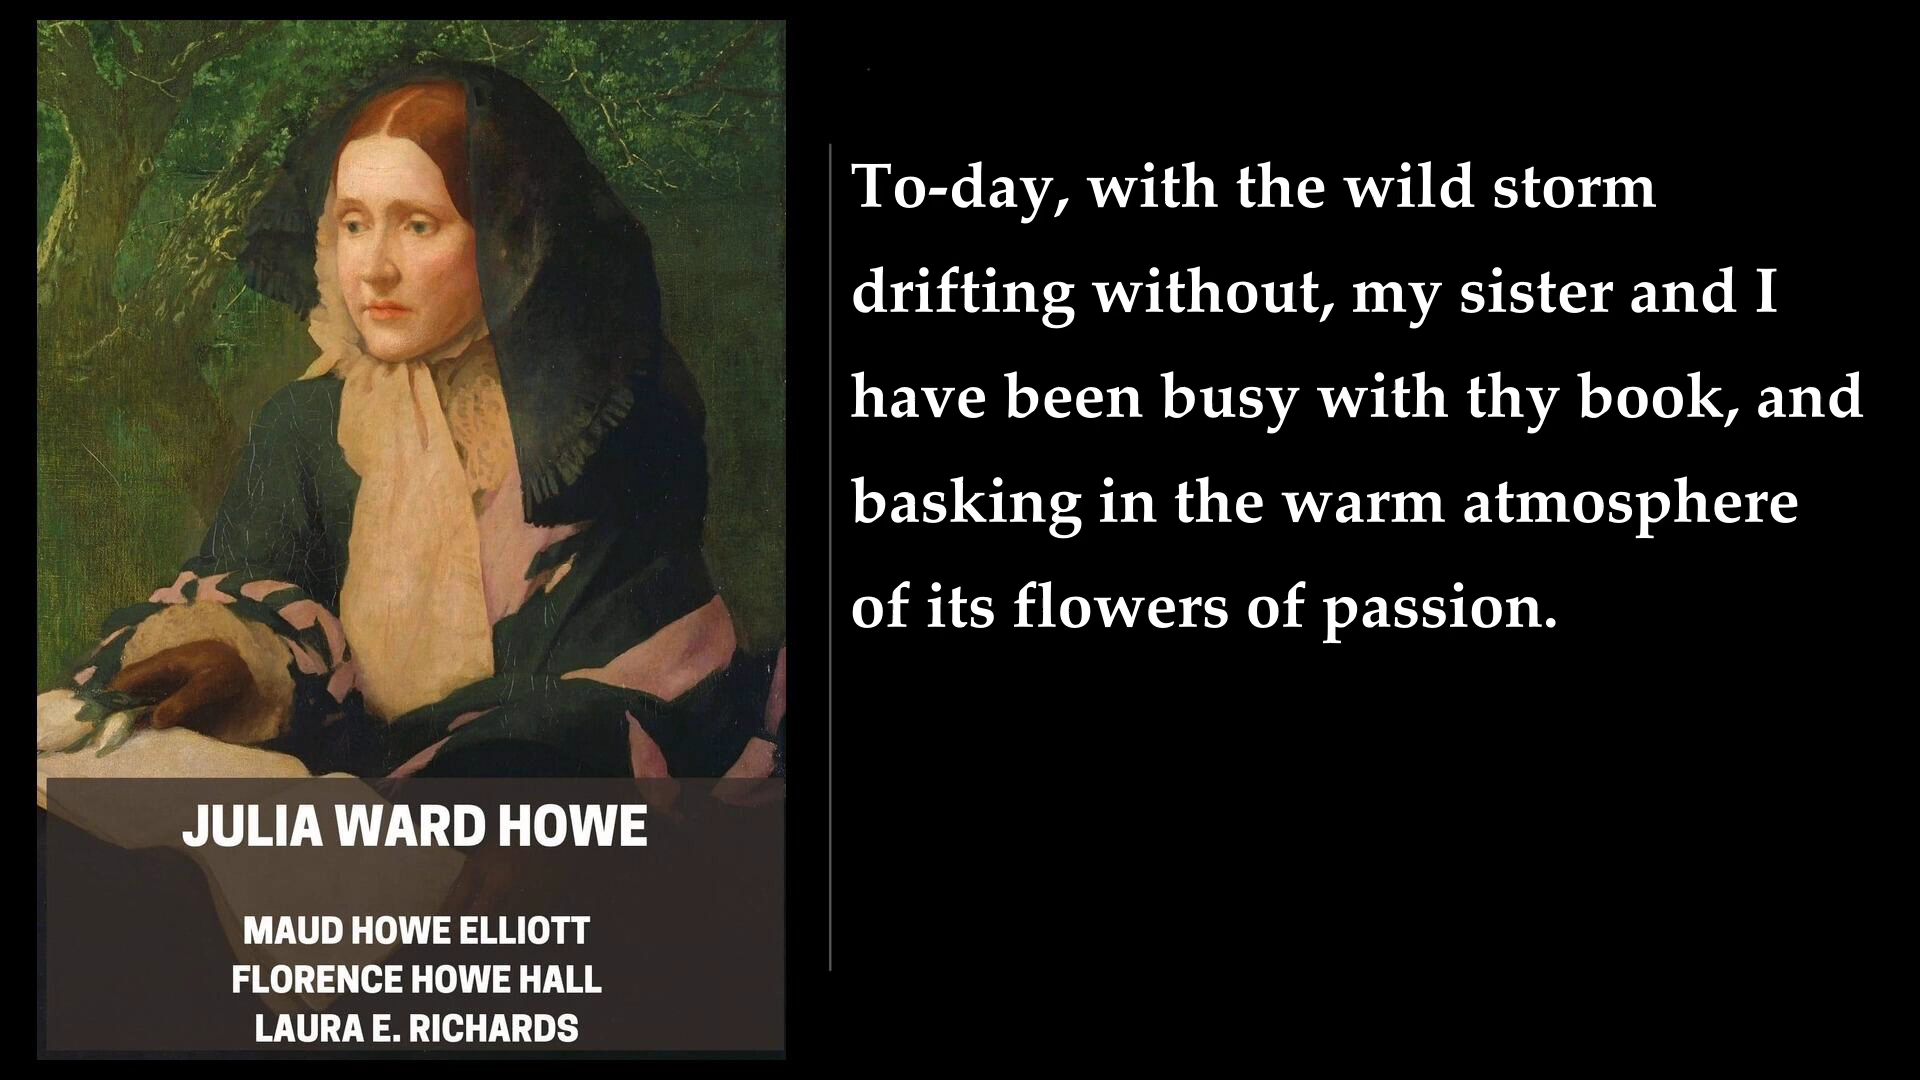 JULIA WARD HOWE
MAUD HOWE ELLIOTT
FLORENCE HOWE HALL
LAURA E. RICHARDS
To-day, with the wild storm
drifting without, my sister and I
have been busy with thy book, and
basking in the warm atmosphere
of its flowers of passion.